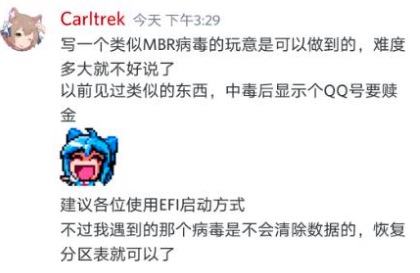 Carltrek 今天 下午3:29
写一个类似MBR病毒的玩意是可以做到的，难度
多大就不好说了
以前见过类似的东西，中毒后显示个QQ号要赎
金
建议各位使用EFI启动方式
不过我遇到的那个病毒是不会清除数据的，恢复
分区表就可以了